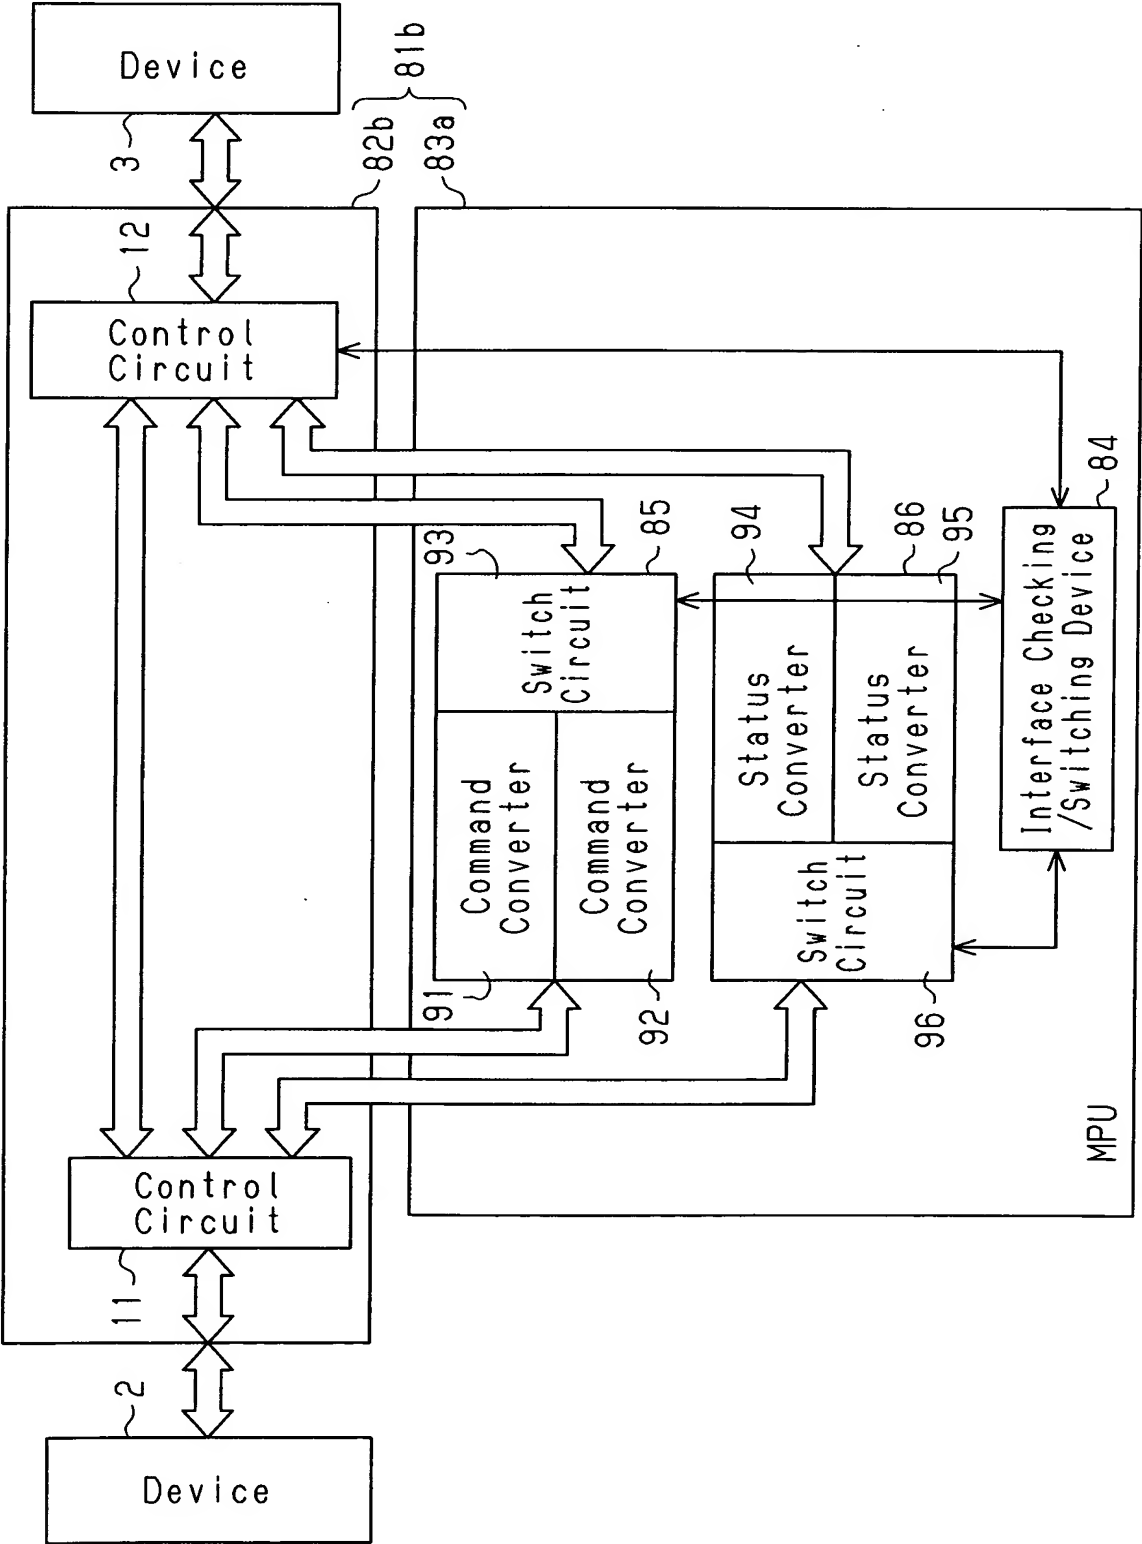 Device
3
81b
82b
83a
12
Control
Circuit
93
85
Switch
Circuit
94
86
95
84
Command
Converter
Command
Converter
91
92
Status
Converter
Status
Converter
Switch
Circuit
96
Interface Checking
/Switching Device
MPU
Control
Circuit
11
2
Device